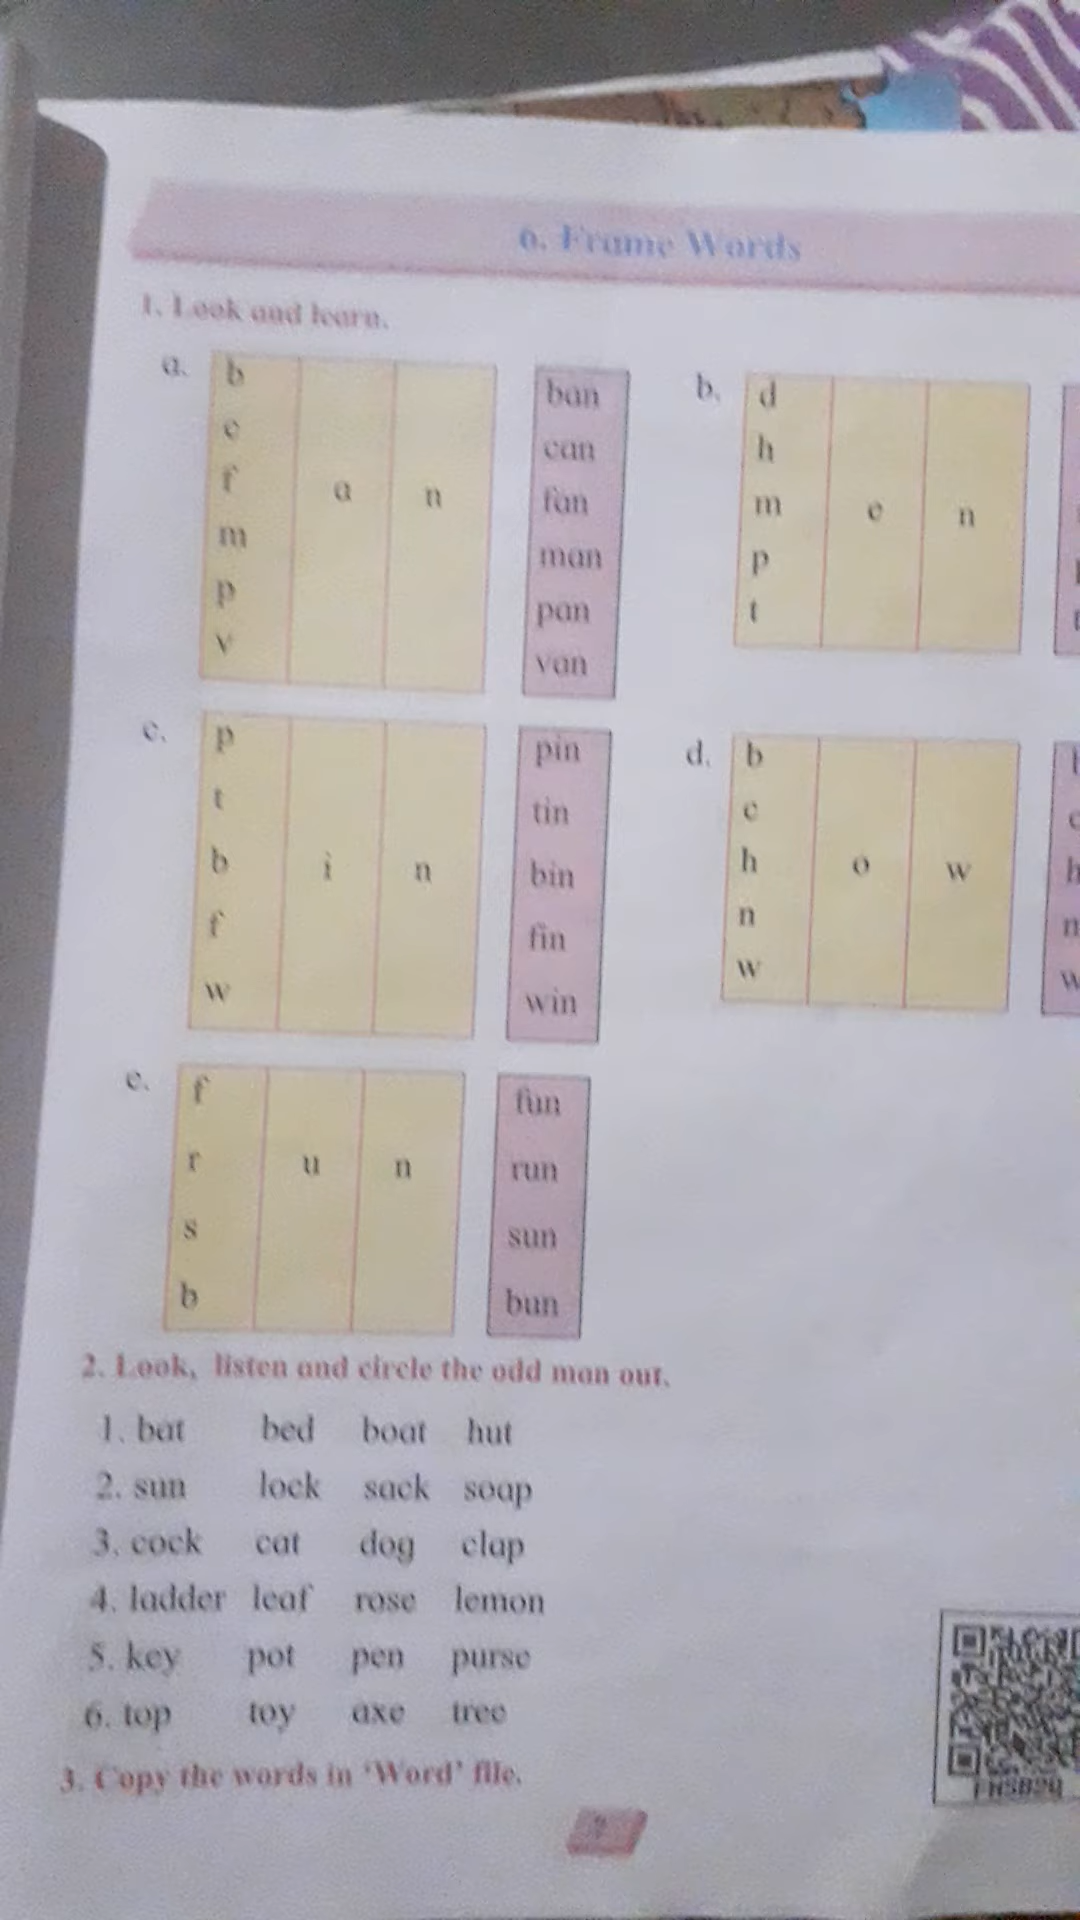 6. Frame Words
1. Look and learn.
a. b c f m p v
a n
ban
can
fan
man
pan
van
b. d h m p t
e n
c. p t b f w
i n
pin
tin
bin
fin
win
d. b c h n w
o w
e. f r s b
u n
fun
run
sun
bun
2. Look, listen and circle the odd man out.
1. bat bed boat hut
2. sun lock sack soap
3. cock cat dog clap
4. ladder leaf rose lemon
5. key pot pen purse
6. top toy axe tree
3. Copy the words in ‘Word’ file.